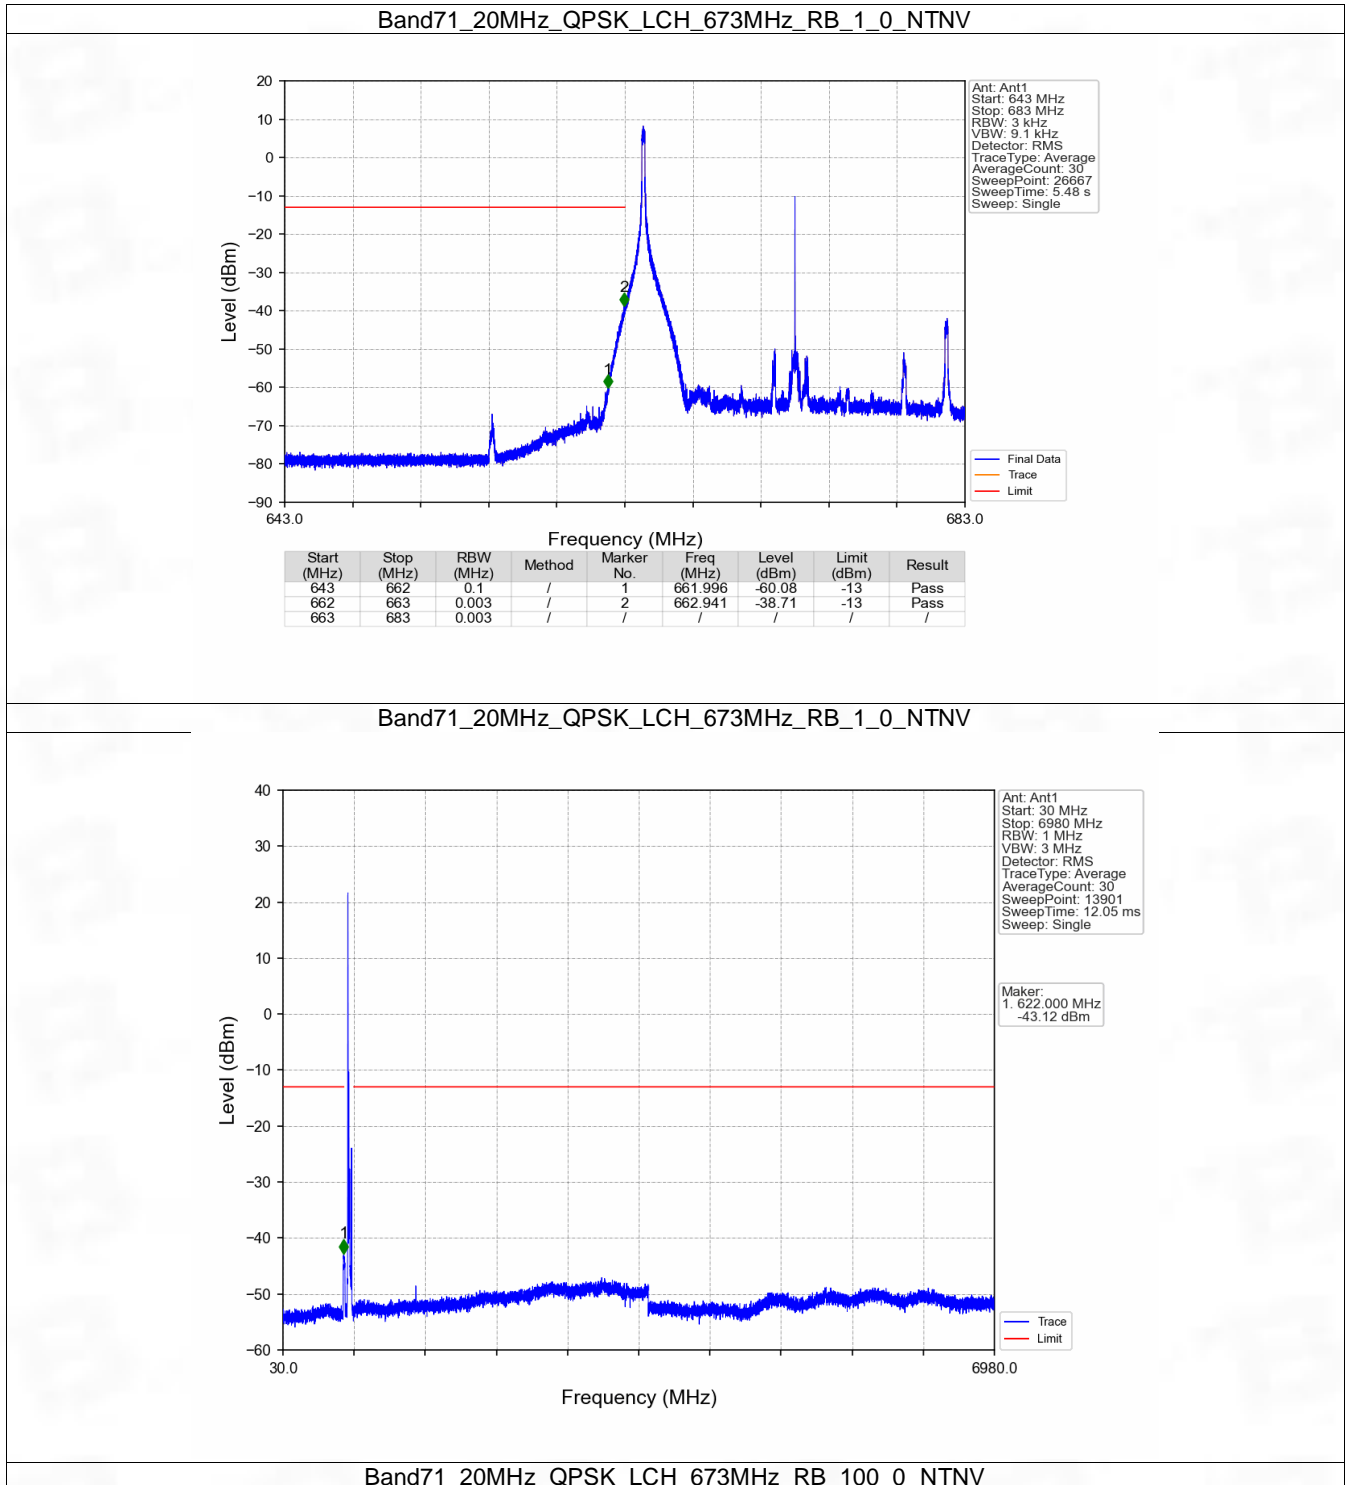 Band71_20MHz_QPSK_LCH_673MHz_RB_1_0_NTNV
20
10
0
−10
−20
−30
−40
−50
−60
−70
−80
−90
Level (dBm)
1
2
643.0
683.0
Frequency (MHz)
Ant: Ant1
Start: 643 MHz
Stop: 683 MHz
RBW: 3 kHz
VBW: 9.1 kHz
Detector: RMS
TraceType: Average
AverageCount: 30
SweepPoint: 26667
SweepTime: 5.48 s
Sweep: Single
Final Data
Trace
Limit
Start (MHz) Stop (MHz) RBW (MHz) Method Marker No. Freq (MHz) Level (dBm) Limit (dBm) Result
643 662 0.1 / 1 661.996 -60.08 -13 Pass
662 663 0.003 / 2 662.941 -38.71 -13 Pass
663 683 0.003 / / / / / /
Band71_20MHz_QPSK_LCH_673MHz_RB_1_0_NTNV
40
30
20
10
0
−10
−20
−30
−40
−50
−60
Level (dBm)
1
30.0
6980.0
Frequency (MHz)
Ant: Ant1
Start: 30 MHz
Stop: 6980 MHz
RBW: 1 MHz
VBW: 3 MHz
Detector: RMS
TraceType: Average
AverageCount: 30
SweepPoint: 13901
SweepTime: 12.05 ms
Sweep: Single
Maker:
1. 622.000 MHz
-43.12 dBm
Trace
Limit
Band71_20MHz_QPSK_LCH_673MHz_RB_100_0_NTNV